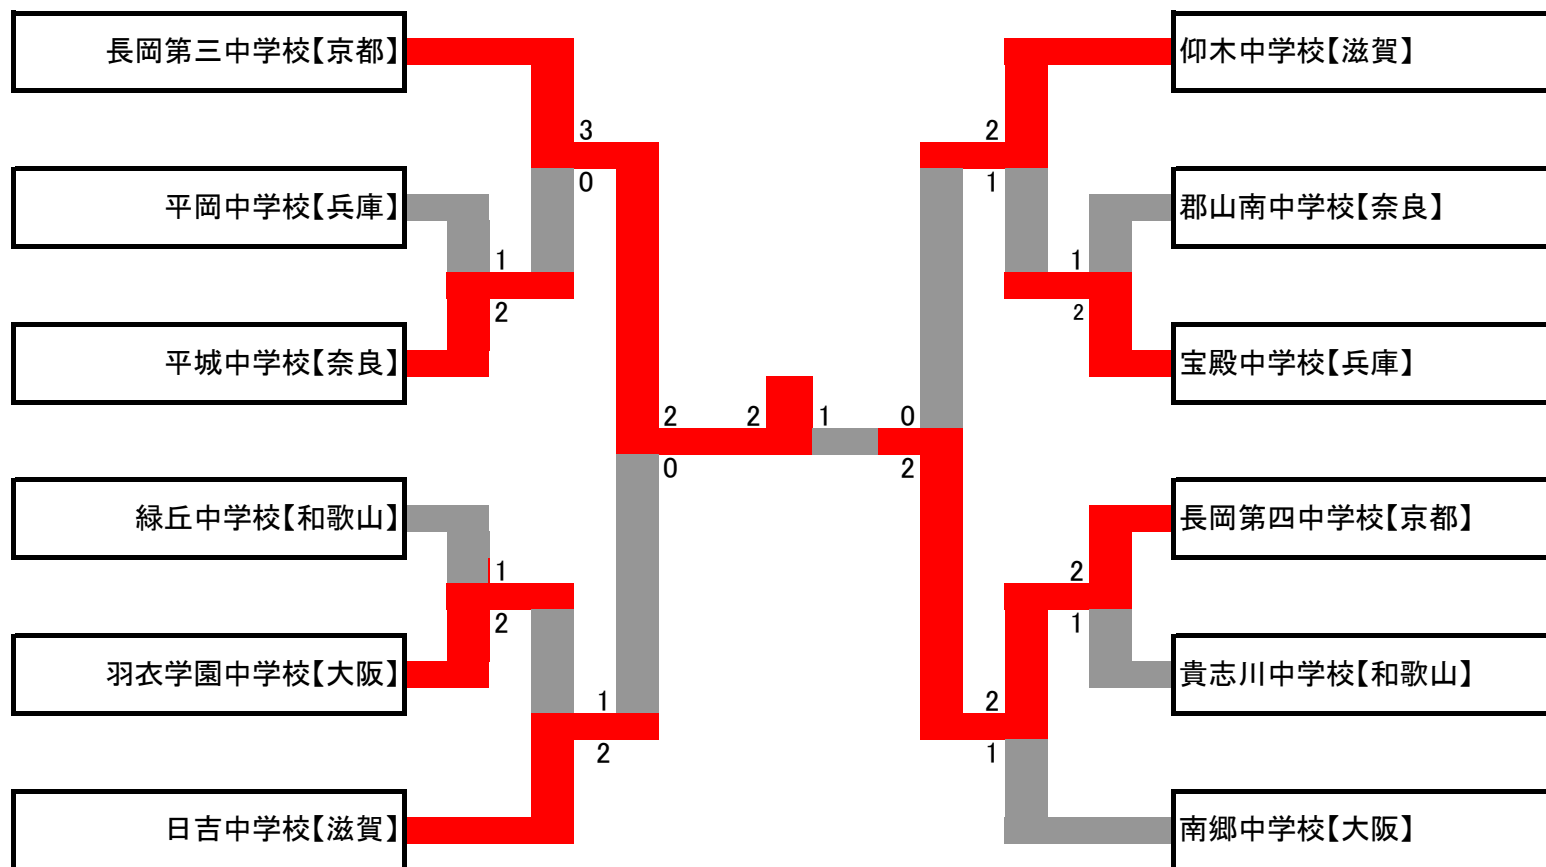 長岡第三中学校【京都】
仰木中学校【滋賀】
3
2
0
1
平岡中学校【兵庫】
郡山南中学校【奈良】
1
1
2
2
平城中学校【奈良】
宝殿中学校【兵庫】
2
2
1
0
0
2
緑丘中学校【和歌山】
長岡第四中学校【京都】
1
2
2
1
羽衣学園中学校【大阪】
貴志川中学校【和歌山】
1
2
2
1
日吉中学校【滋賀】
南郷中学校【大阪】